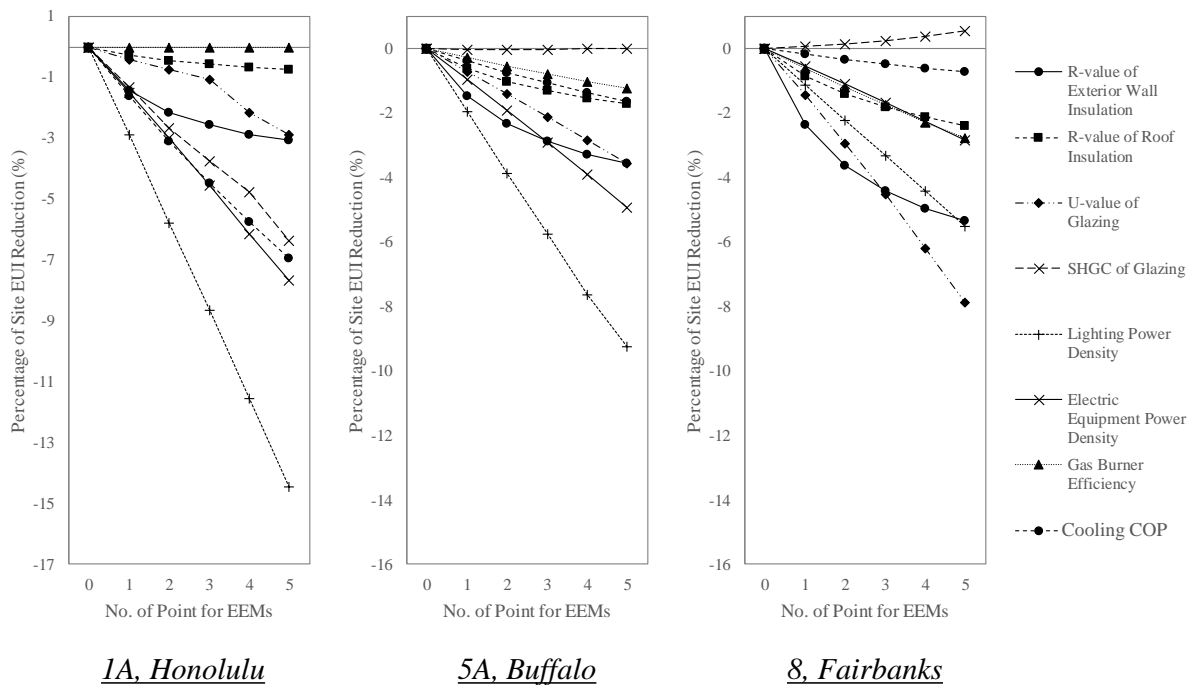 Percentage of Site EUI Reduction (%)
1
-1
-3
-5
-7
-9
-11
-13
-15
-17
0 1 2 3 4 5
No. of Point for EEMs
1A, Honolulu
Percentage of Site EUI Reduction (%)
0
-2
-4
-6
-8
-10
-12
-14
-16
0 1 2 3 4 5
No. of Point for EEMs
5A, Buffalo
Percentage of Site EUI Reduction (%)
0
-2
-4
-6
-8
-10
-12
-14
-16
0 1 2 3 4 5
No. of Point for EEMs
8, Fairbanks
R-value of
Exterior Wall
Insulation
R-value of Roof
Insulation
U-value of
Glazing
SHGC of Glazing
Lighting Power
Density
Electric
Equipment Power
Density
Gas Burner
Efficiency
Cooling COP